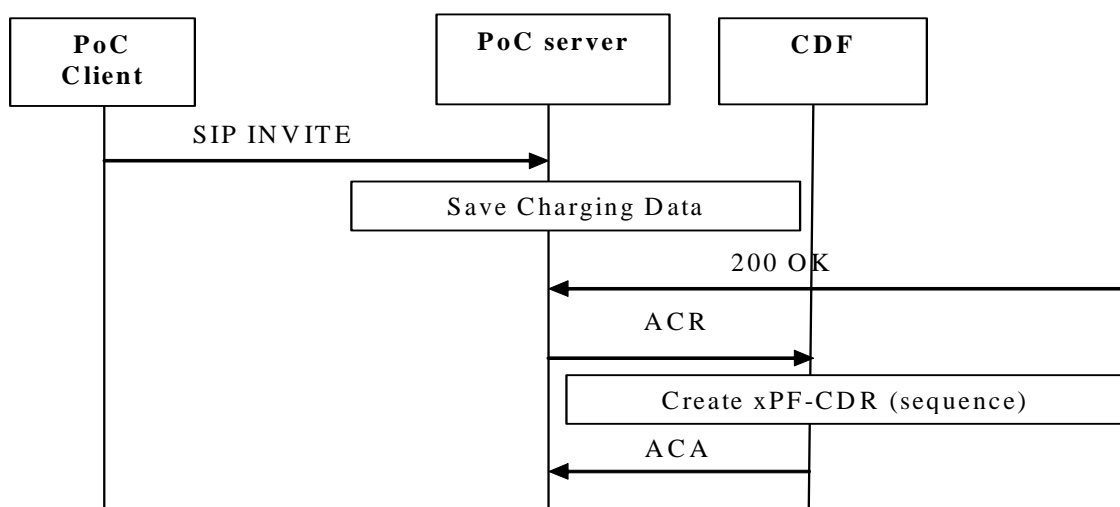 PoC
Client
PoC server
CDF
SIP INVITE
Save Charging Data
200 OK
ACR
Create xPF-CDR (sequence)
ACA